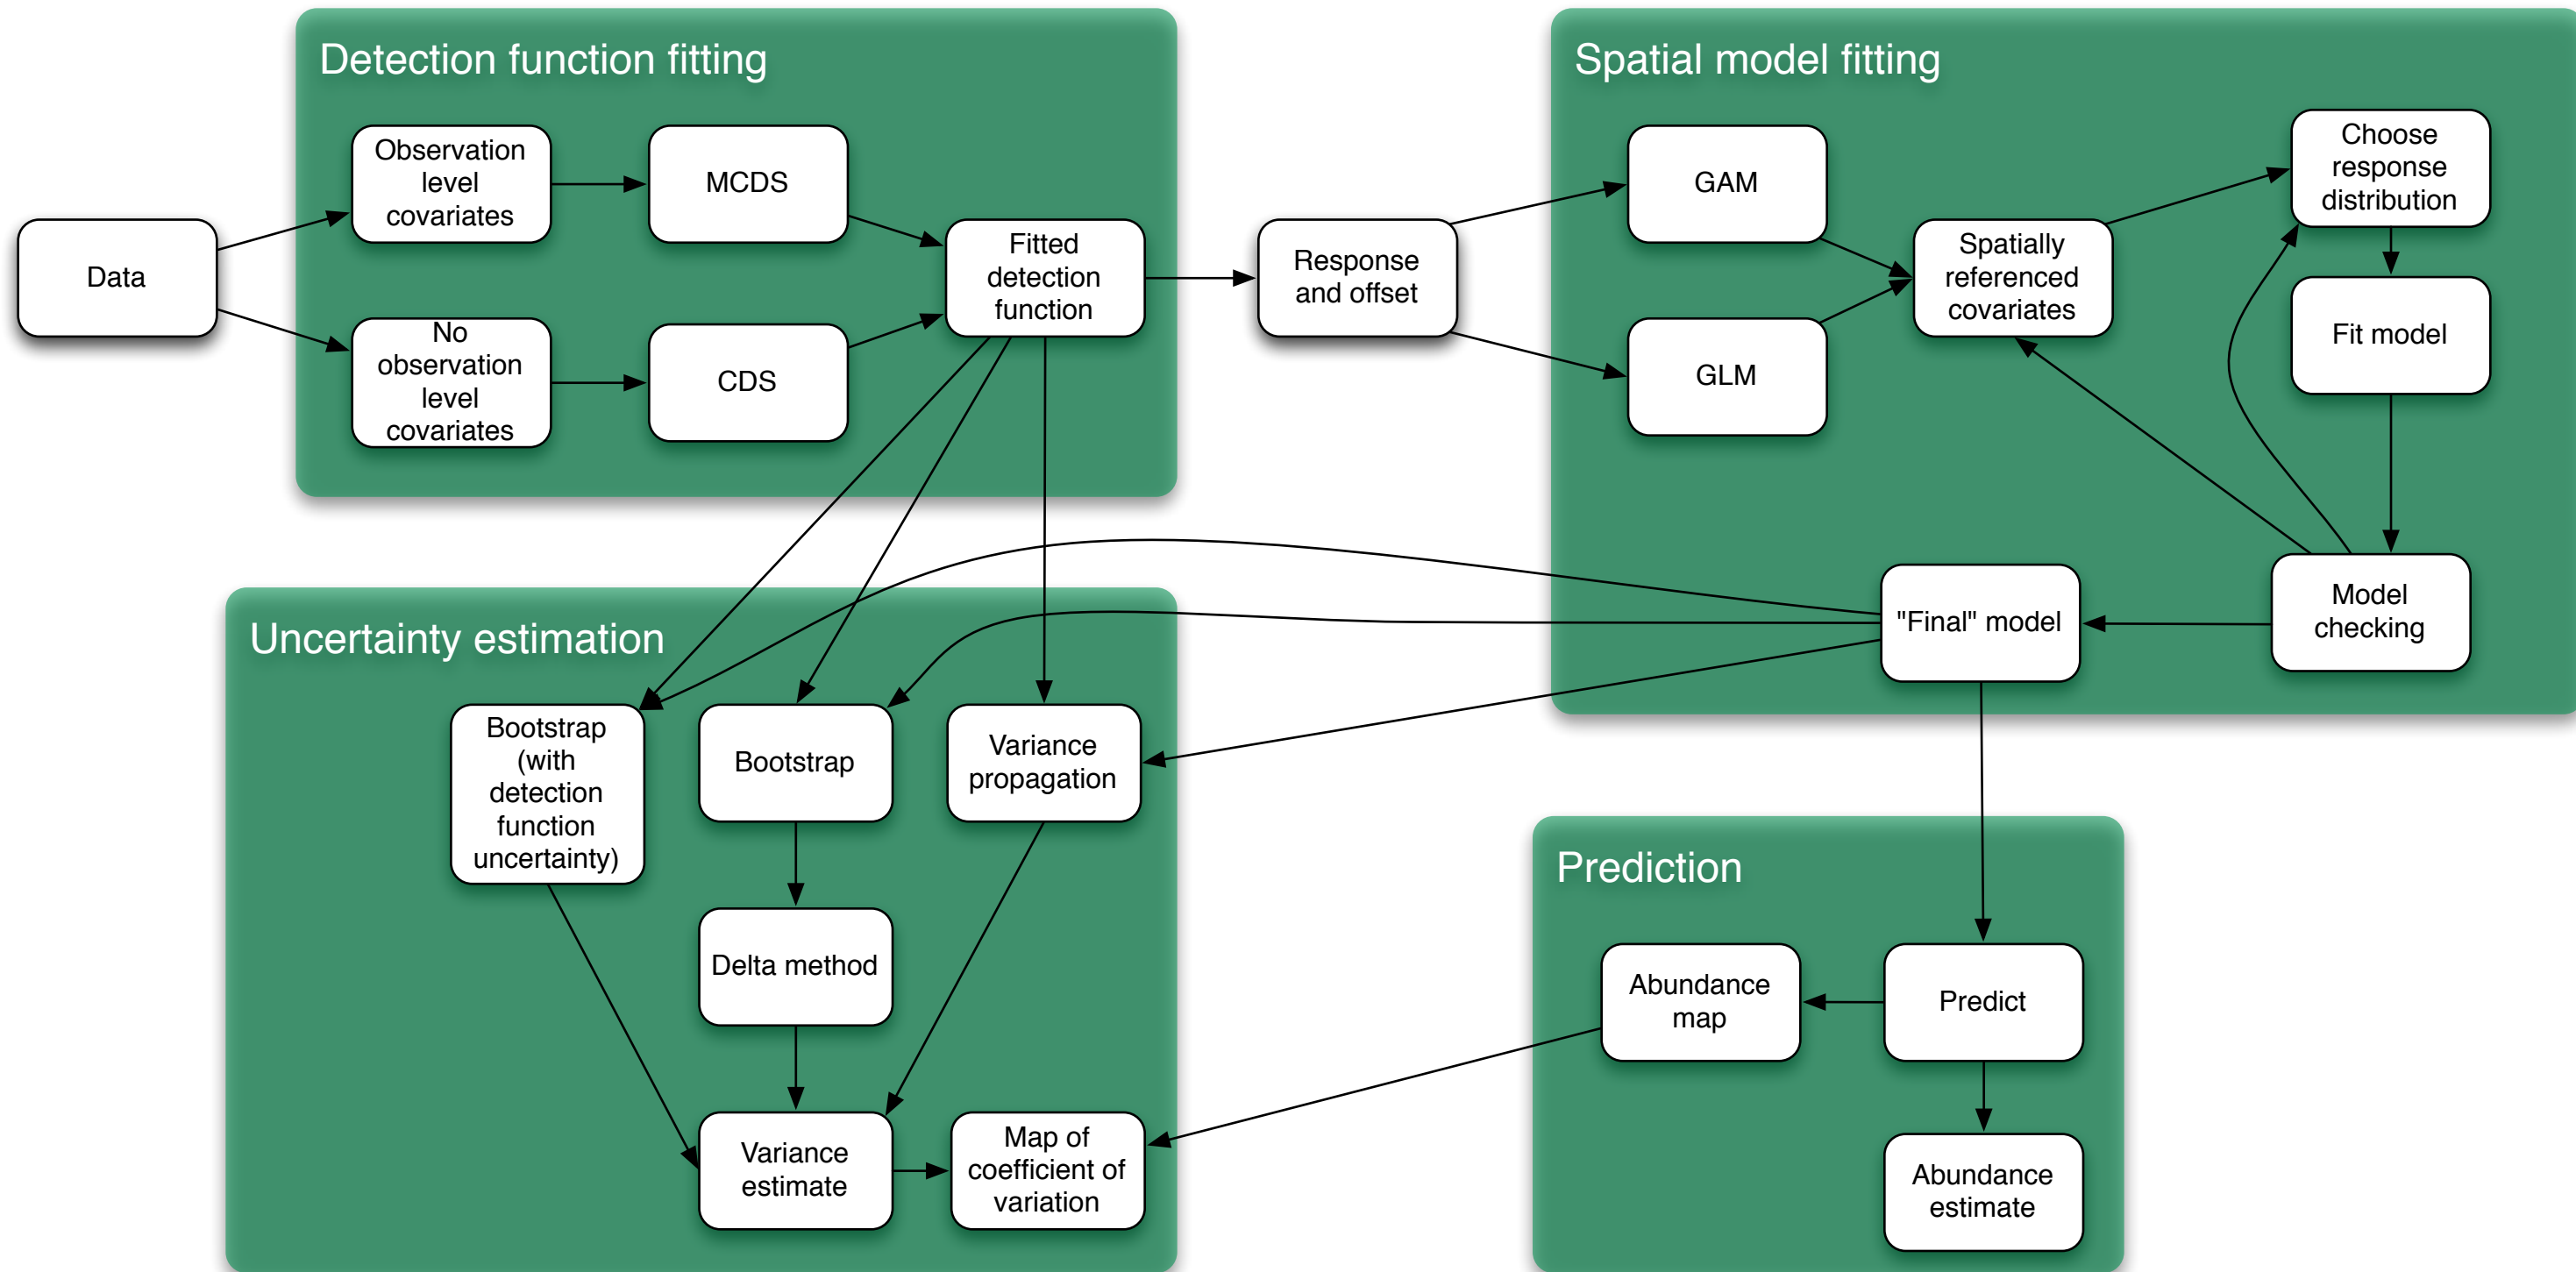 Detection function fitting
Data
Observation
level
covariates
MCDS
No
observation
level
covariates
CDS
Fitted
detection
function
Response
and offset
Spatial model fitting
GAM
GLM
Spatially
referenced
covariates
Choose
response
distribution
Fit model
Model
checking
"Final" model
Uncertainty estimation
Bootstrap
(with
detection
function
uncertainty)
Bootstrap
Variance
propagation
Delta method
Variance
estimate
Map of
coefficient of
variation
Prediction
Abundance
map
Predict
Abundance
estimate